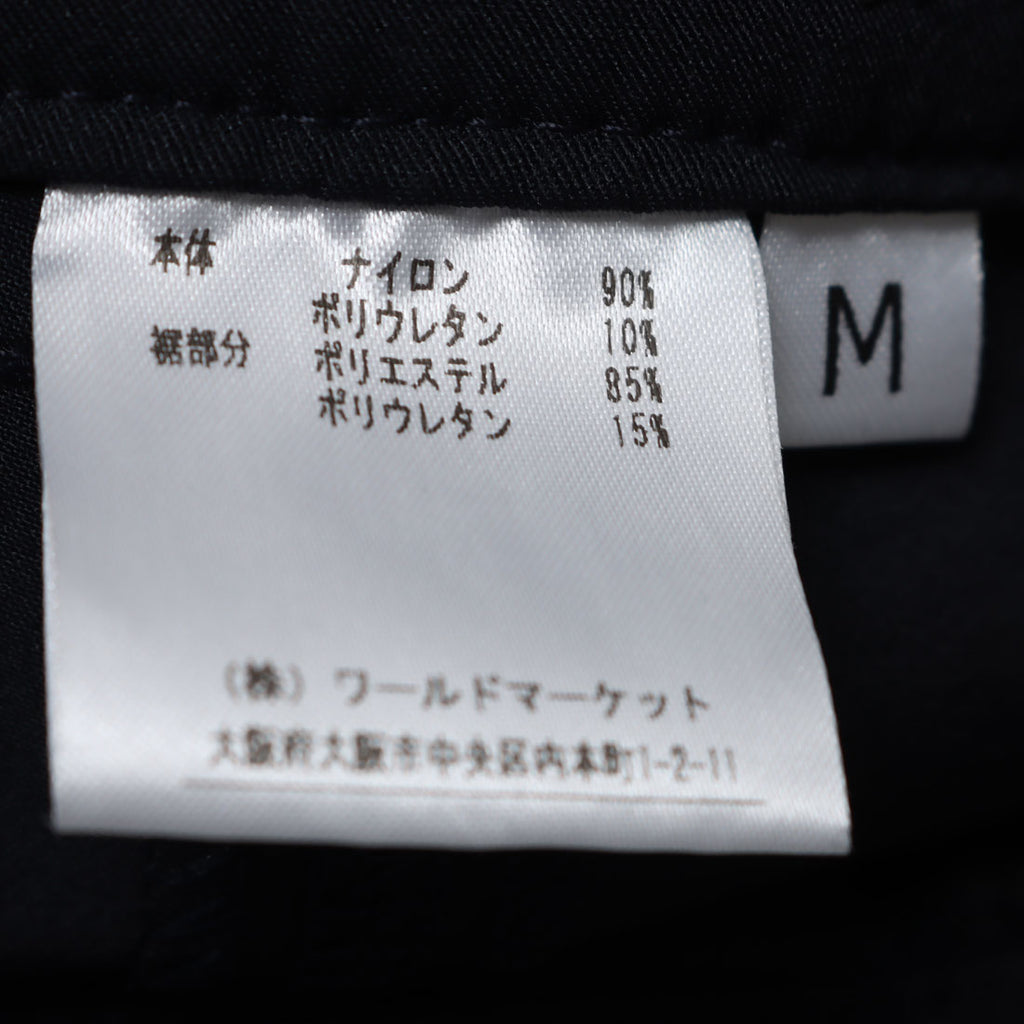 本体 ナイロン 90%
ポリウレタン 10%
裾部分 ポリエステル 85%
ポリウレタン 15%
M
(株) ワールドマーケット
大阪府大阪市中央区内本町1-2-11